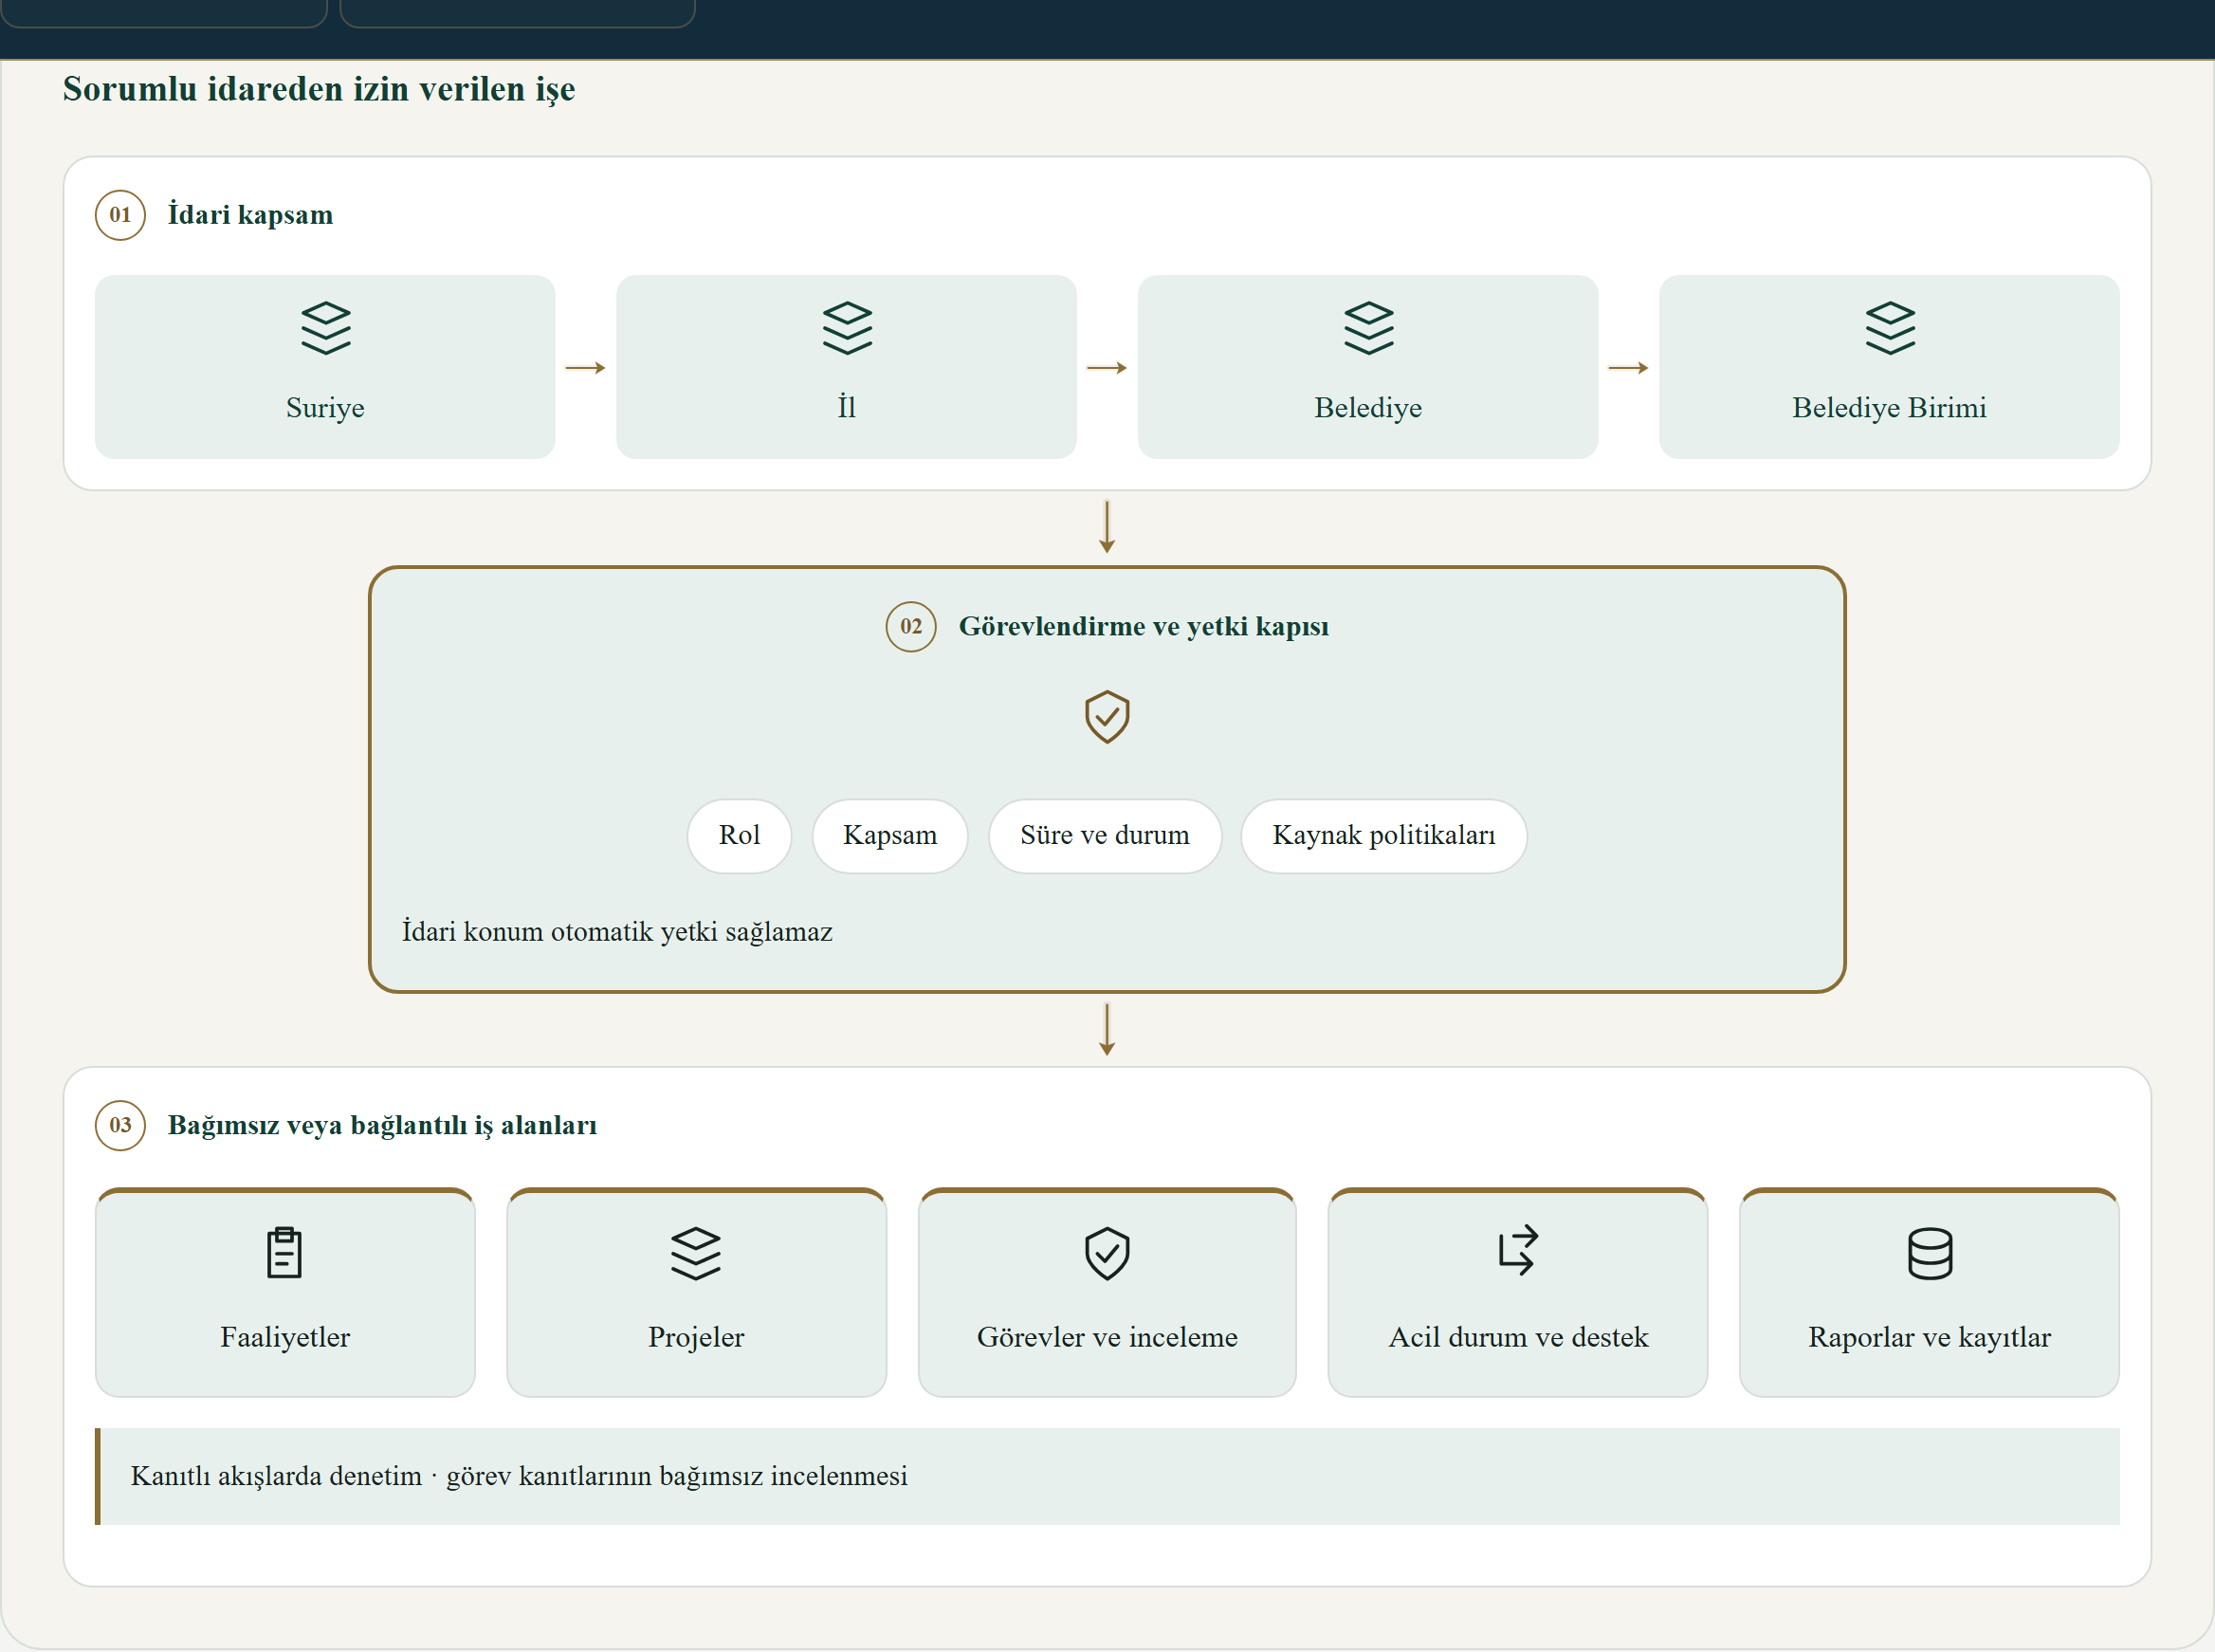 Sorumlu idareden izin verilen işe
01
İdari kapsam
Suriye
İl
Belediye
Belediye Birimi
02
Görevlendirme ve yetki kapısı
Rol
Kapsam
Süre ve durum
Kaynak politikaları
İdari konum otomatik yetki sağlamaz
03
Bağımsız veya bağlantılı iş alanları
Faaliyetler
Projeler
Görevler ve inceleme
Acil durum ve destek
Raporlar ve kayıtlar
Kanıtlı akışlarda denetim · görev kanıtlarının bağımsız incelenmesi